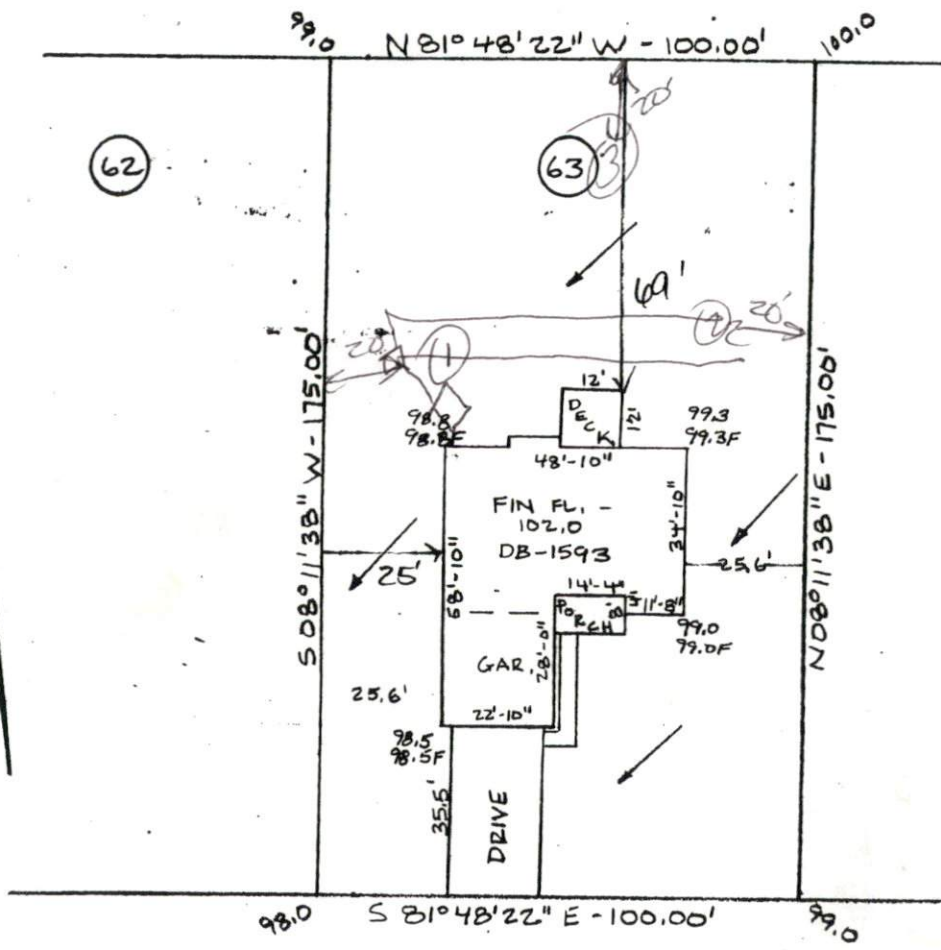 99.0
N 81° 48' 22" W - 100.00'
100.0
20'
62
63
3
69'
20'
20'
1
2
S 08° 11' 38" W - 175.00'
N 08° 11' 38" E - 175.00'
12'
DECK
12'
98.8
98.8F
99.3
99.3F
48'-10"
FIN FL. -
102.0
DB-1593
34'-10"
58'-10"
25'
25.6'
14'-4"
PORCH
8'
11'-8"
99.0
99.0F
GAR.
28'-0"
25.6'
22'-10"
98.5
98.5F
35.5'
DRIVE
98.0
S 81° 48' 22" E - 100.00'
99.0